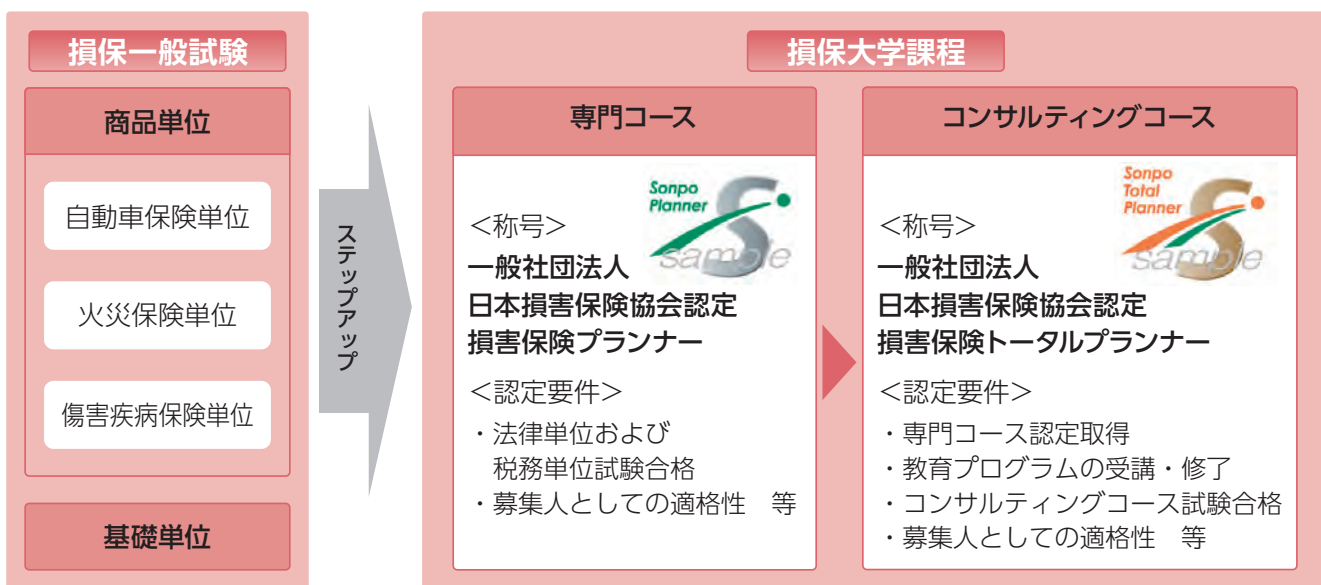 損保一般試験
商品単位
自動車保険単位
火災保険単位
傷害疾病保険単位
基礎単位
ステップアップ
損保大学課程
専門コース
Sonpo
Planner
sample
<称号>
一般社団法人
日本損害保険協会認定
損害保険プランナー
<認定要件>
・法律単位および
税務単位試験合格
・募集人としての適格性 等
コンサルティングコース
Sonpo
Total
Planner
sample
<称号>
一般社団法人
日本損害保険協会認定
損害保険トータルプランナー
<認定要件>
・専門コース認定取得
・教育プログラムの受講・修了
・コンサルティングコース試験合格
・募集人としての適格性 等